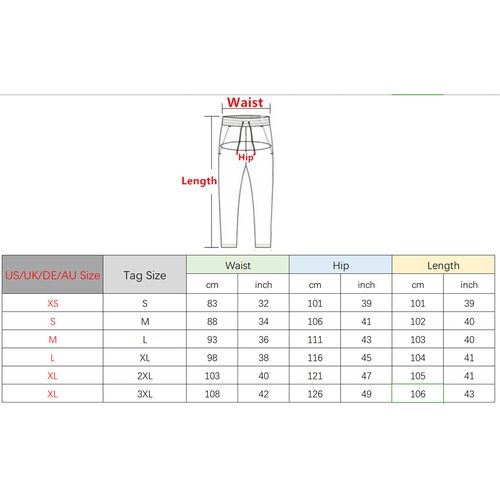 Waist
Hip
Length
US/UK/DE/AU Size Tag Size Waist Hip Length
cm inch cm inch cm inch
XS S 83 32 101 39 101 39
S M 88 34 106 41 102 40
M L 93 36 111 43 103 40
L XL 98 38 116 45 104 41
XL 2XL 103 40 121 47 105 41
XL 3XL 108 42 126 49 106 43